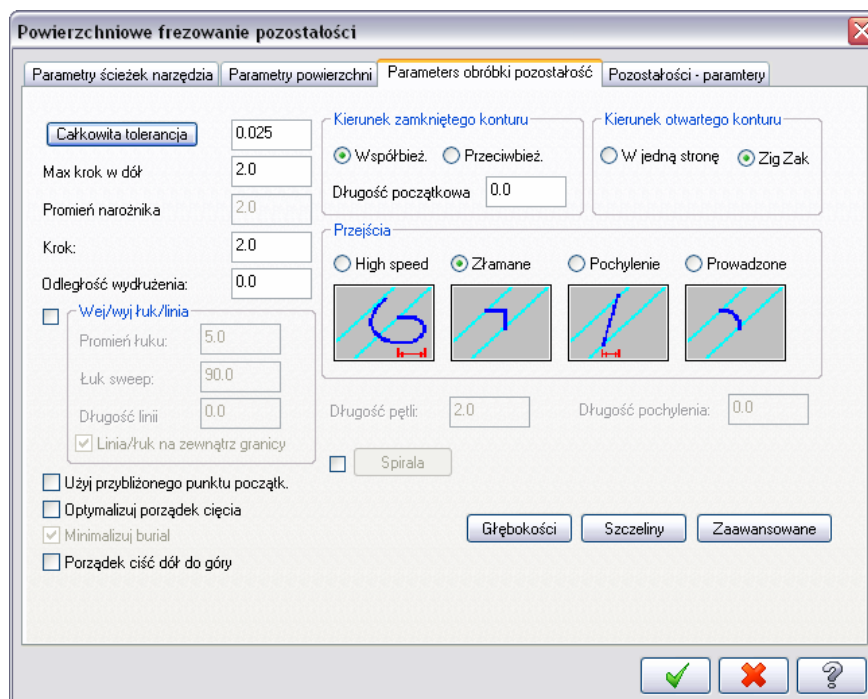 Powierzchniowe frezowanie pozostałości
Parametry ścieżek narzędzia
Parametry powierzchni
Parameters obróbki pozostałość
Pozostałości - paramtery
Całkowita tolerancja
0.025
Max krok w dół
2.0
Promień narożnika
2.0
Krok:
2.0
Odległość wydłużenia:
0.0
Wej/wyj łuk/linia
Promień łuku:
5.0
Łuk sweep:
90.0
Długość linii
0.0
Linia/łuk na zewnątrz granicy
Użyj przybliżonego punktu początk.
Optymalizuj porządek cięcia
Minimalizuj burial
Porządek ciść dół do góry
Kierunek zamkniętego konturu
Współbież.
Przeciwbież.
Długość początkowa
0.0
Kierunek otwartego konturu
W jedną stronę
Zig Zak
Przejścia
High speed
Złamane
Pochylenie
Prowadzone
Długość pętli:
2.0
Długość pochylenia:
0.0
Spirala
Głębokości
Szczeliny
Zaawansowane